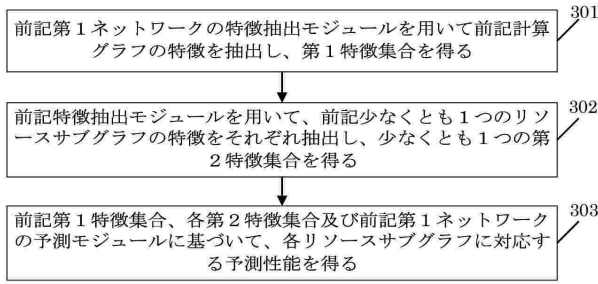 前記第１ネットワークの特徴抽出モジュールを用いて前記計算
グラフの特徴を抽出し、第１特徴集合を得る
301
前記特徴抽出モジュールを用いて、前記少なくとも１つのリソ
ースサブグラフの特徴をそれぞれ抽出し、少なくとも１つの第
２特徴集合を得る
302
前記第１特徴集合、各第２特徴集合及び前記第１ネットワーク
の予測モジュールに基づいて、各リソースサブグラフに対応す
る予測性能を得る
303